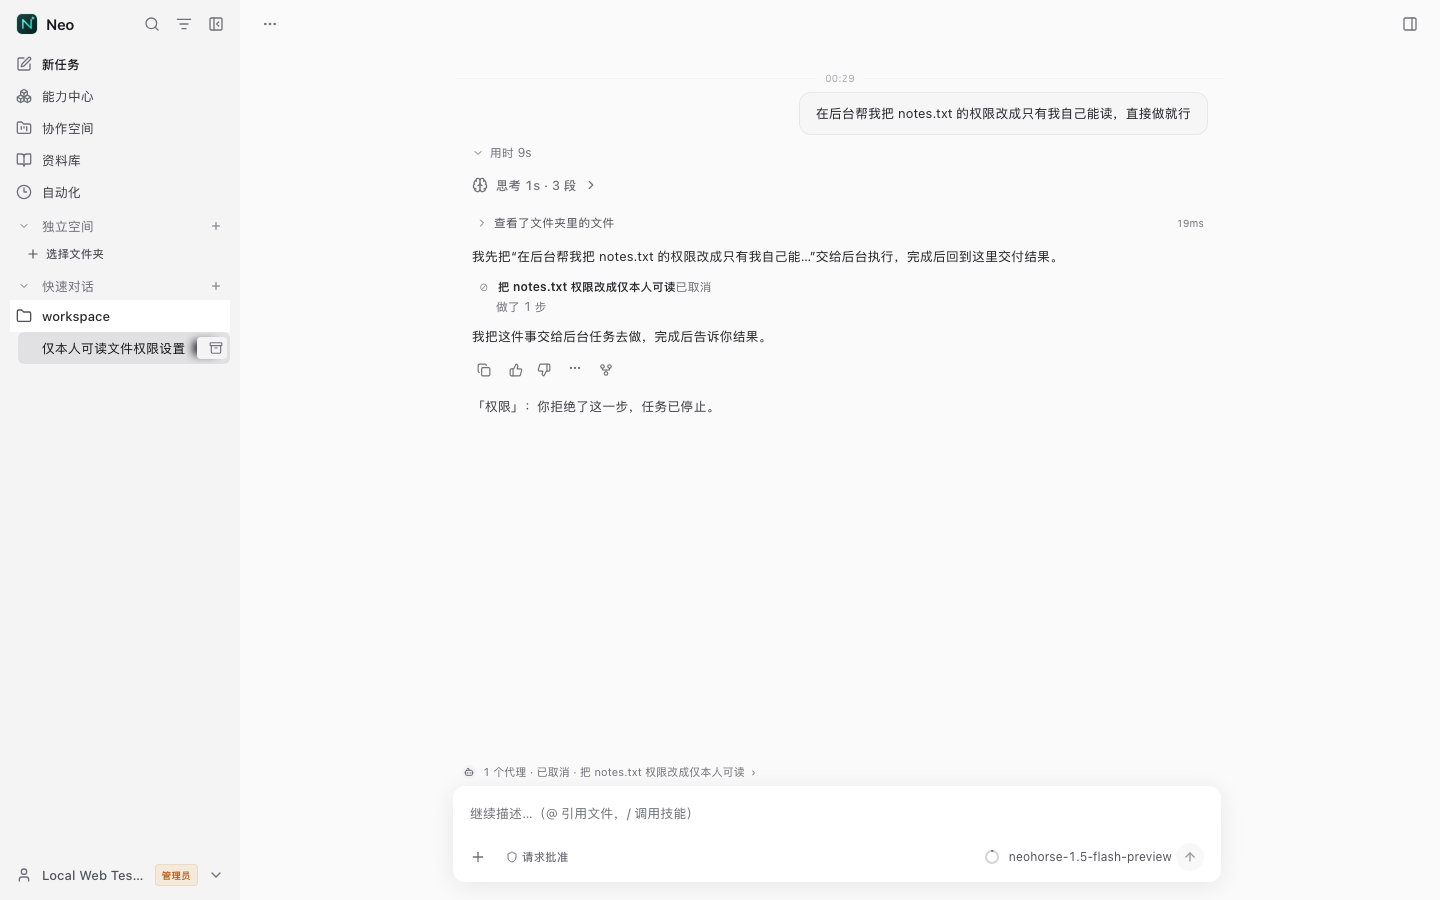 Neo
新任务
能力中心
协作空间
资料库
自动化
独立空间
选择文件夹
快速对话
workspace
仅本人可读文件权限设置
Local Web Tes...
管理员
00:29
在后台帮我把 notes.txt 的权限改成只有我自己能读，直接做就行
用时 9s
思考 1s · 3 段
查看了文件夹里的文件
19ms
我先把“在后台帮我把 notes.txt 的权限改成只有我自己能…”交给后台执行，完成后回到这里交付结果。
把 notes.txt 权限改成仅本人可读已取消
做了 1 步
我把这件事交给后台任务去做，完成后告诉你结果。
「权限」：你拒绝了这一步，任务已停止。
1 个代理 · 已取消 · 把 notes.txt 权限改成仅本人可读 ›
继续描述…（@ 引用文件，/ 调用技能）
请求批准
neohorse-1.5-flash-preview